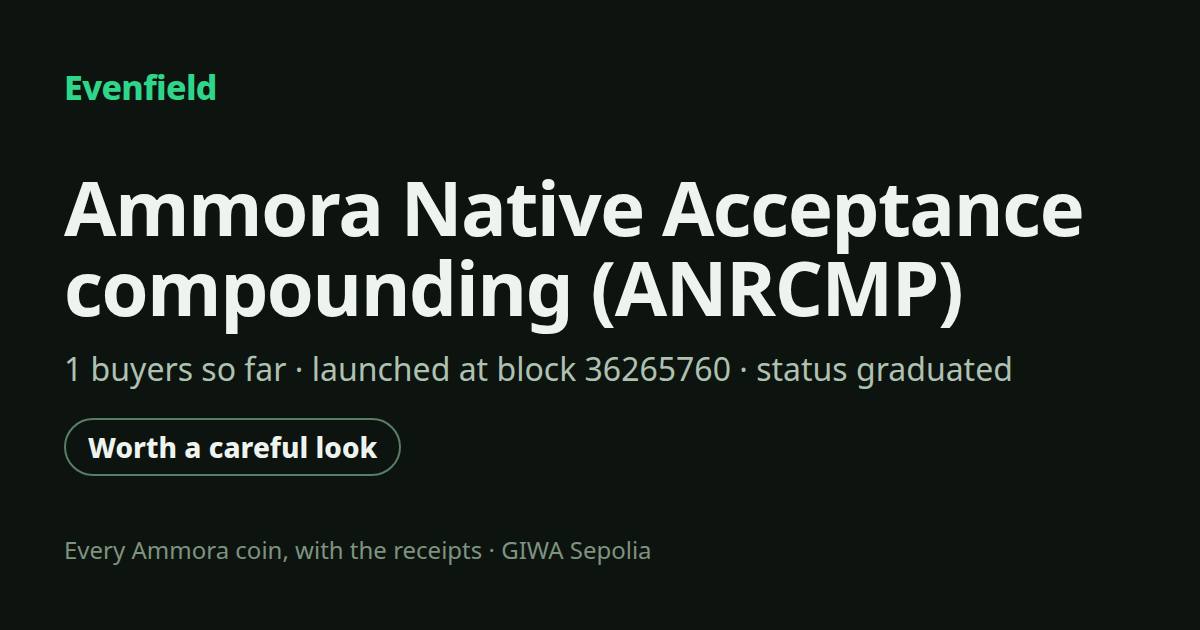 Evenfield
Ammora Native Acceptance
compounding (ANRCMP)
1 buyers so far · launched at block 36265760 · status graduated
Worth a careful look
Every Ammora coin, with the receipts · GIWA Sepolia